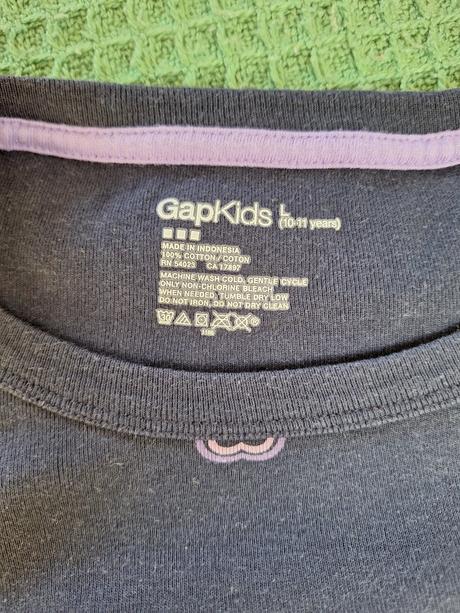 GapKids L (10-11 years)
MADE IN INDONESIA
100% COTTON / COTON
RN 54023 CA 17897
MACHINE WASH COLD, GENTLE CYCLE
ONLY NON-CHLORINE BLEACH
WHEN NEEDED, TUMBLE DRY LOW
DO NOT IRON, DO NOT DRY CLEAN